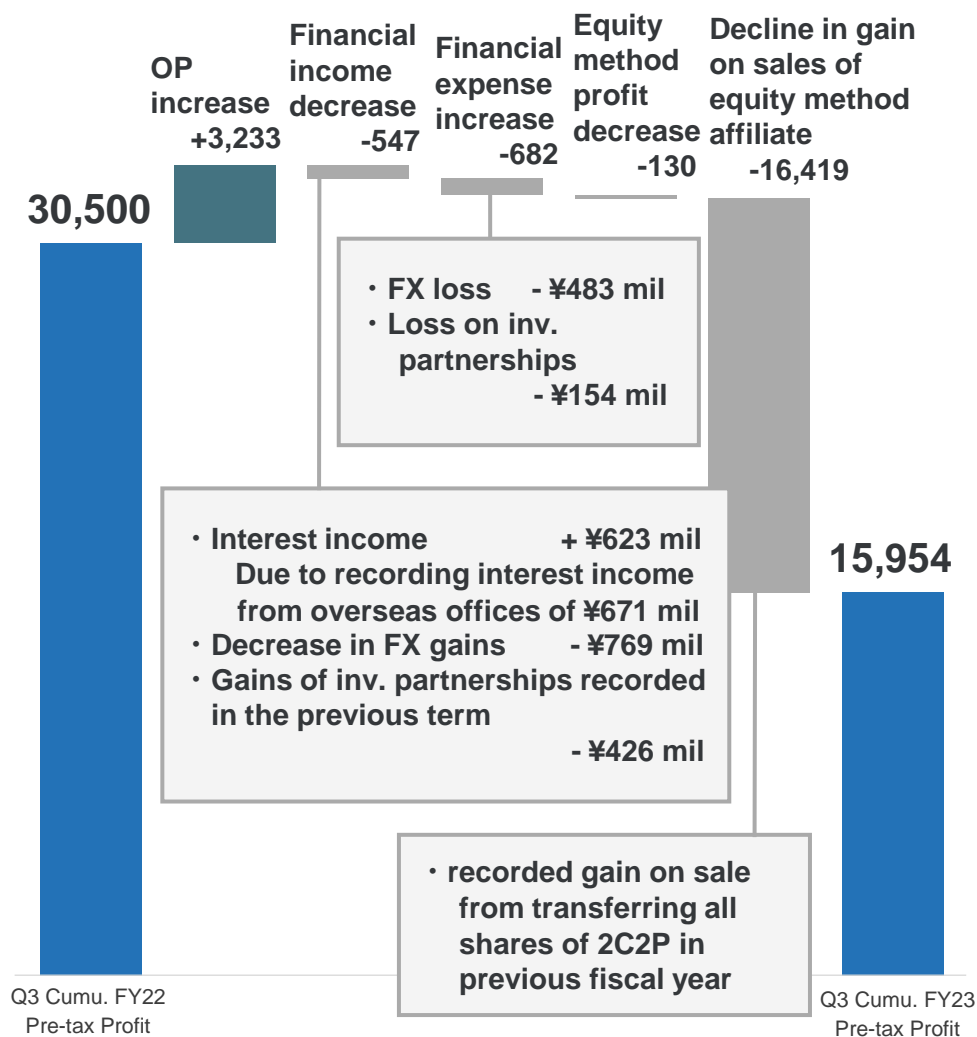 OP
increase
+3,233
Financial
income
decrease
-547
Financial
expense
increase
-682
Equity
method
profit
decrease
-130
Decline in gain
on sales of
equity method
affiliate
-16,419
30,500
・FX loss - ¥483 mil
・Loss on inv.
partnerships
- ¥154 mil
・Interest income + ¥623 mil
Due to recording interest income
from overseas offices of ¥671 mil
・Decrease in FX gains - ¥769 mil
・Gains of inv. partnerships recorded
in the previous term
- ¥426 mil
15,954
・recorded gain on sale
from transferring all
shares of 2C2P in
previous fiscal year
Q3 Cumu. FY22
Pre-tax Profit
Q3 Cumu. FY23
Pre-tax Profit